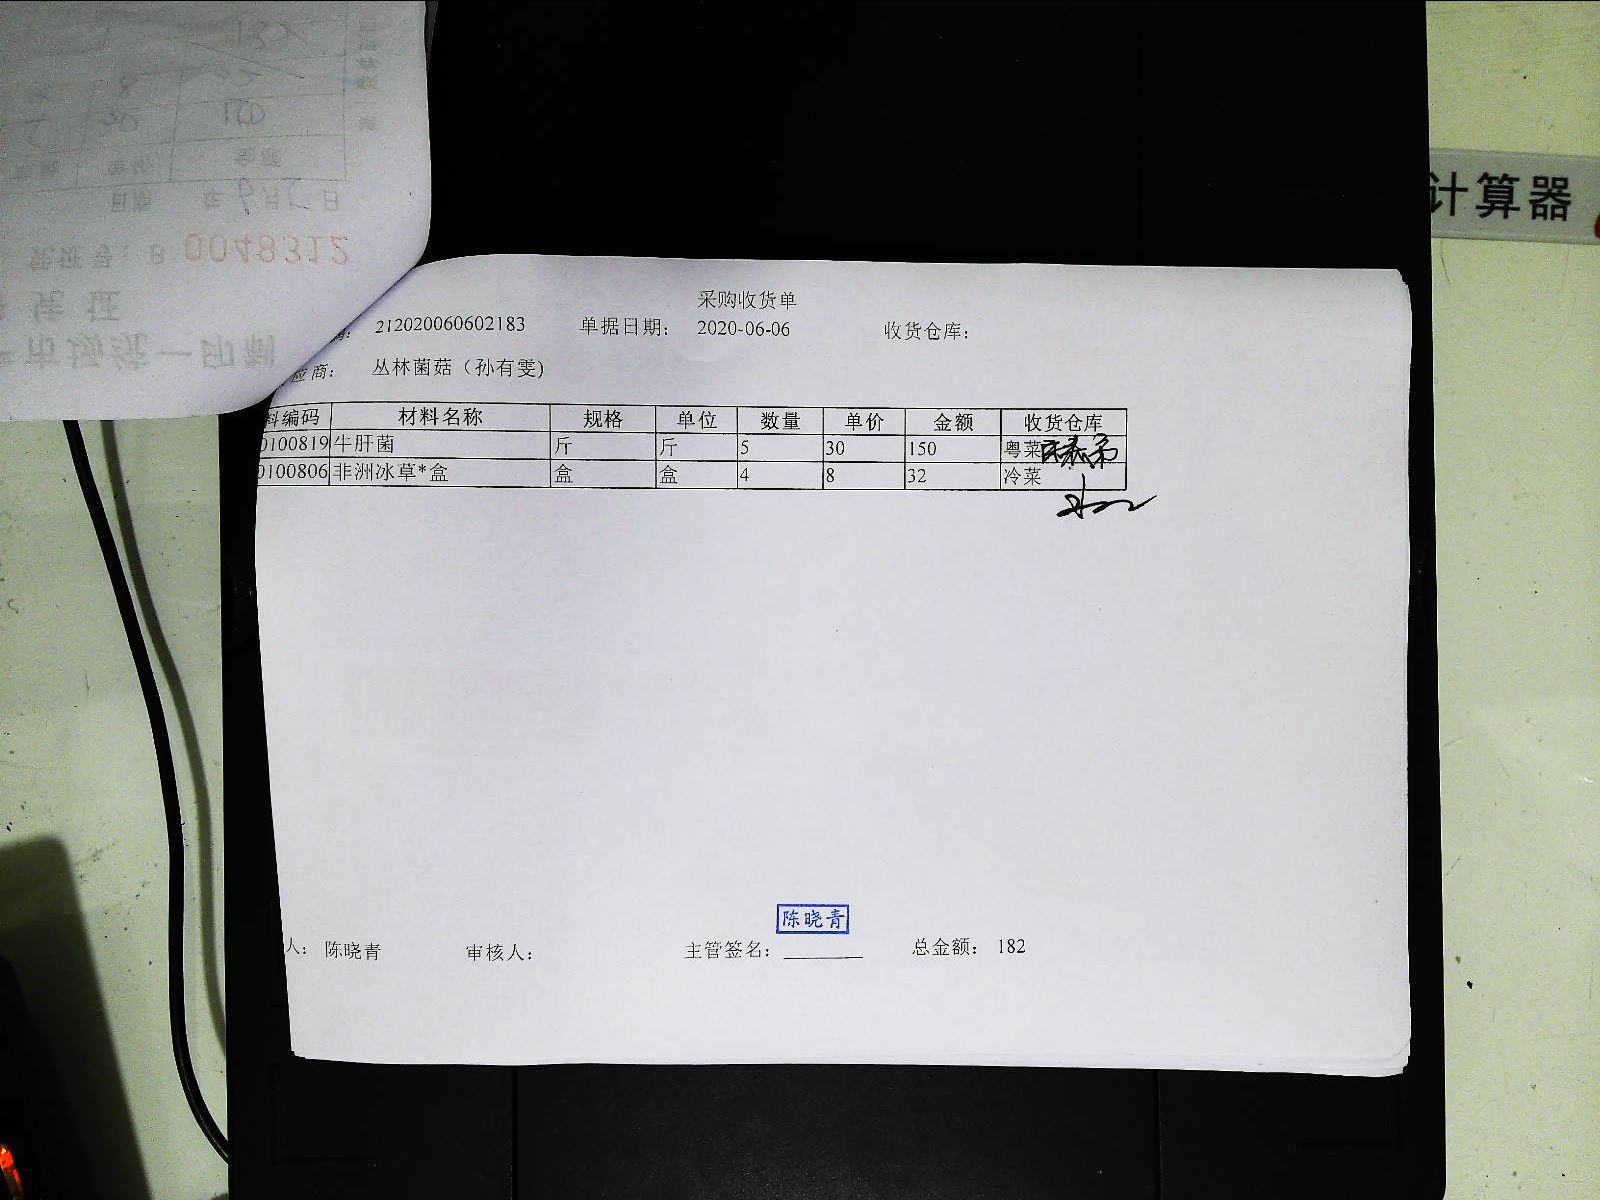 0048312
计算器
采购收货单
212020060602183 单据日期： 2020-06-06 收货仓库：
应商： 丛林菌菇（孙有雯）
料编码 材料名称 规格 单位 数量 单价 金额 收货仓库
0100819 牛肝菌 斤 斤 5 30 150 粤菜
0100806 非洲冰草*盒 盒 盒 4 8 32 冷菜
陈晓青
人： 陈晓青 审核人： 主管签名： 总金额： 182